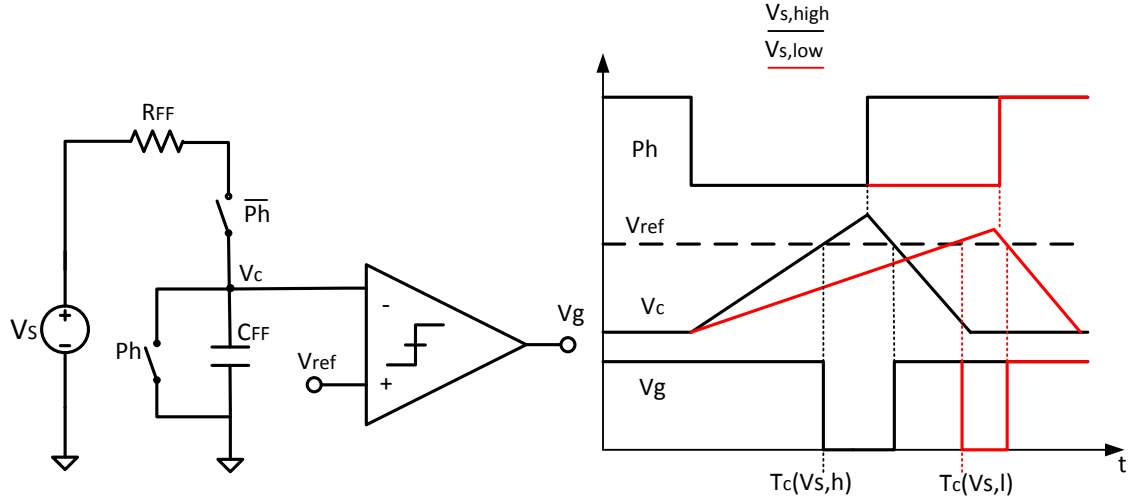 Vs,high
Vs,low
RFF
Ph
Ph
Vref
Vc
Vc
Vs
+
−
Ph
CFF
-
+
Vref
Vg
Vg
t
Tc(Vs,h)
Tc(Vs,l)